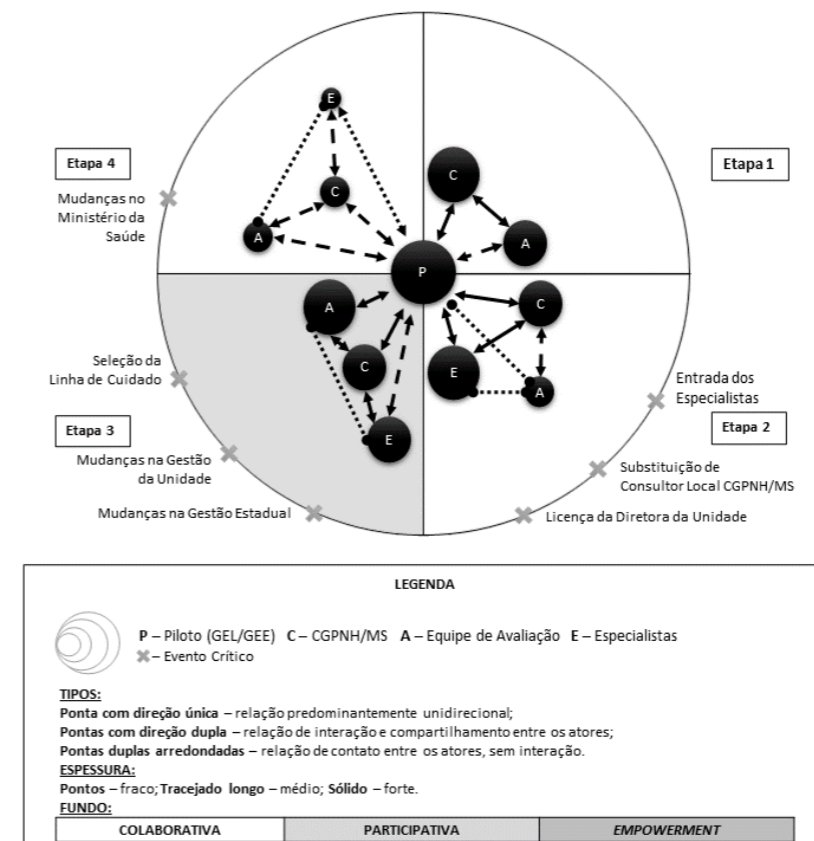 E
Etapa 4
Etapa 1
C
C
Mudanças no
Ministério da
Saúde
A
A
P
A
C
Seleção da
Linha de Cuidado
C
E
A
Entrada dos
Especialistas
Etapa 3
E
Etapa 2
Mudanças na Gestão
da Unidade
Substituição de
Consultor Local CGPNH/MS
Mudanças na Gestão Estadual
Licença da Diretora da Unidade
LEGENDA
P – Piloto (GEL/GEE) C – CGPNH/MS A – Equipe de Avaliação E – Especialistas
– Evento Crítico
TIPOS:
Ponta com direção única – relação predominantemente unidirecional;
Pontas com direção dupla – relação de interação e compartilhamento entre os atores;
Pontas duplas arredondadas – relação de contato entre os atores, sem interação.
ESPESSURA:
Pontos – fraco; Tracejado longo – médio; Sólido – forte.
FUNDO:
COLABORATIVA PARTICIPATIVA EMPOWERMENT